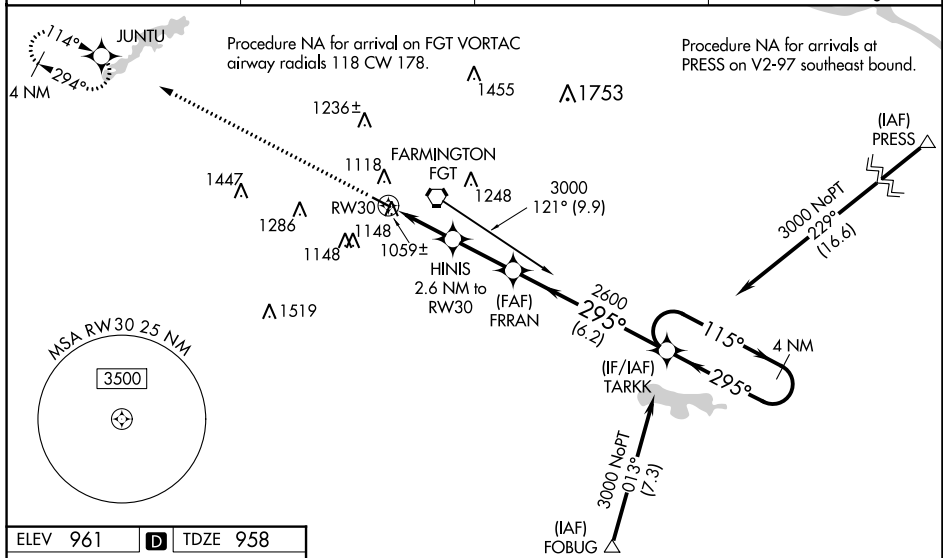 JUNTU
114°
294°
4 NM
Procedure NA for arrival on FGT VORTAC
airway radials 118 CW 178.
Procedure NA for arrivals at
PRESS on V2-97 southeast bound.
1455
1753
1236±
(IAF)
PRESS
1118
FARMINGTON
FGT
1248
3000
121° (9.9)
1447
RW30
1286
3000 NoPT
229°
(16.6)
1148
1148
1059±
HINIS
2.6 NM to
RW30
(FAF)
FRRAN
2600
295°
(6.2)
1519
115°
4 NM
295°
(IF/IAF)
TARKK
MSA RW30 25 NM
3500
3000 NoPT
013°
(7.3)
(IAF)
FOBUG
ELEV 961
D
TDZE 958